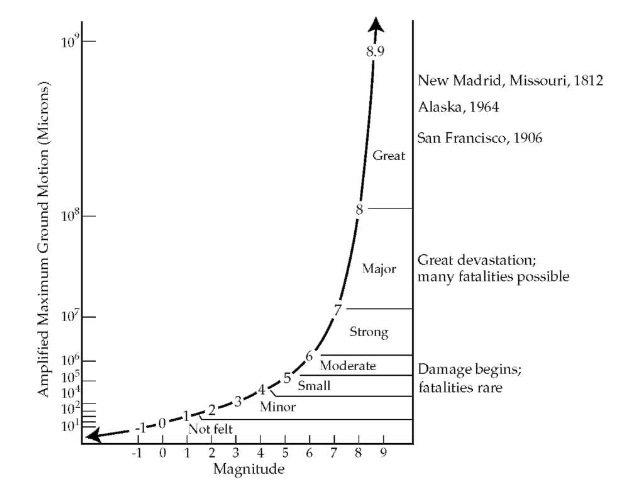 Amplified Maximum Ground Motion (Microns)
10⁹
10⁸
10⁷
10⁶
10⁵
10⁴
10²
10¹
8.9
8
7
6
5
4
3
2
1
0
-1
Great
Major
Strong
Moderate
Small
Minor
Not felt
New Madrid, Missouri, 1812
Alaska, 1964
San Francisco, 1906
Great devastation;
many fatalities possible
Damage begins;
fatalities rare
-1 0 1 2 3 4 5 6 7 8 9
Magnitude